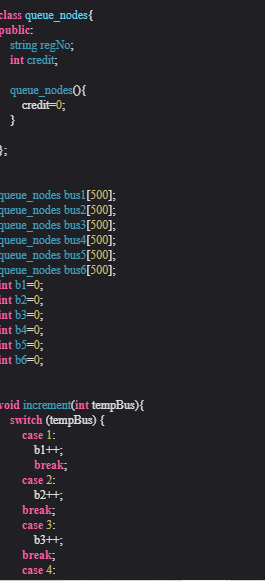 class queue_nodes{
public:
    string regNo;
    int credit;

    queue_nodes(){
        credit=0;
    }

};


queue_nodes bus1[500];
queue_nodes bus2[500];
queue_nodes bus3[500];
queue_nodes bus4[500];
queue_nodes bus5[500];
queue_nodes bus6[500];
int b1=0;
int b2=0;
int b3=0;
int b4=0;
int b5=0;
int b6=0;


void increment(int tempBus){
    switch (tempBus) {
        case 1:
            b1++;
            break;
        case 2:
            b2++;
        break;
        case 3:
            b3++;
        break;
        case 4: